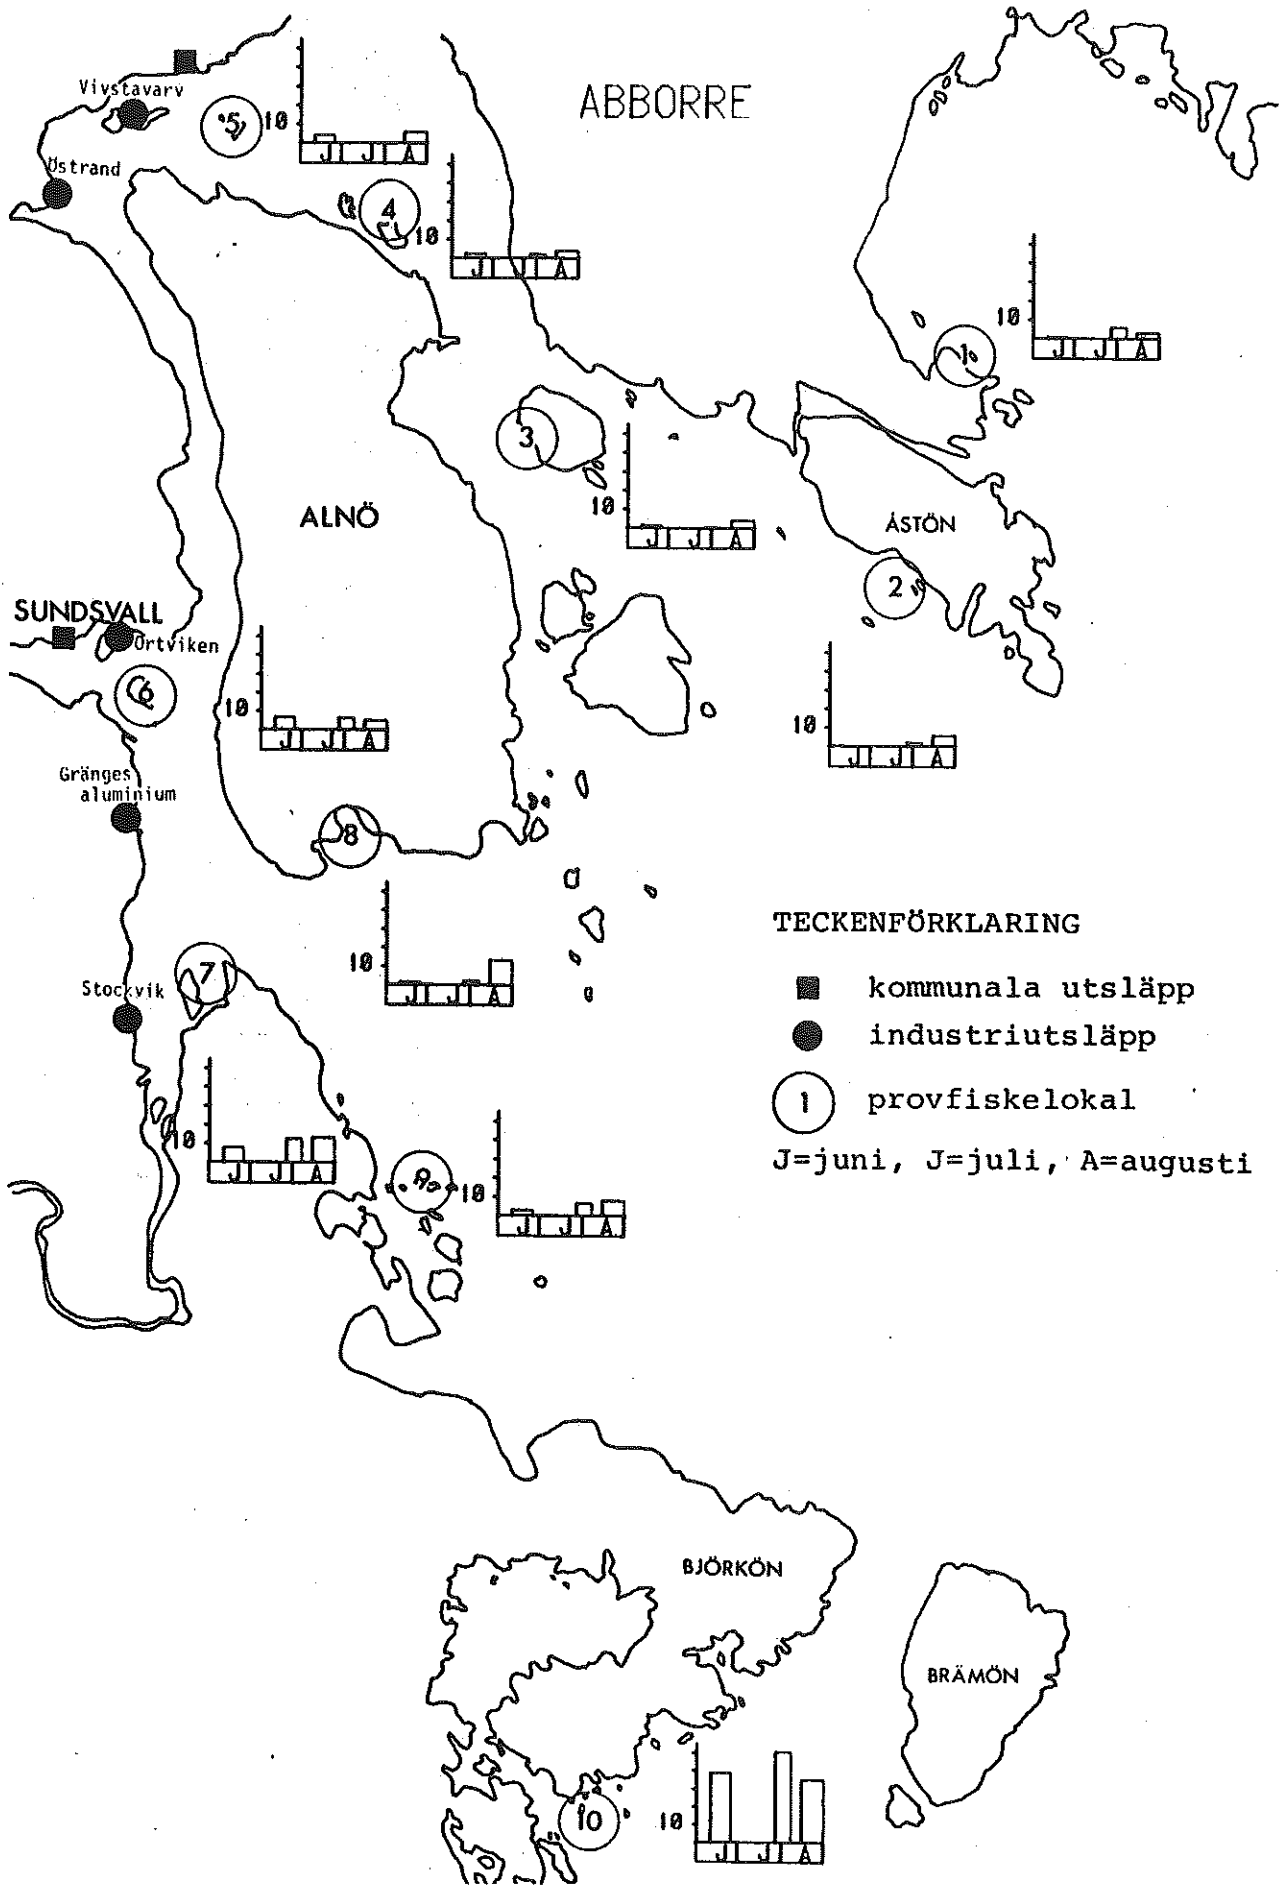 ABBORRE
Vivstavarv
5
10
J J A
Östrand
4
10
J J A
10
1
J J A
3
10
J J A
ALNÖ
ÅSTÖN
2
SUNDSVALL
Ortviken
6
10
J J A
10
J J A
Gränges
aluminium
8
10
J J A
TECKENFÖRKLARING
kommunala utsläpp
industriutsläpp
1 provfiskelokal
J=juni, J=juli, A=augusti
7
Stockvik
10
J J A
9
10
J J A
BJÖRKÖN
BRÄMÖN
10
10
J J A